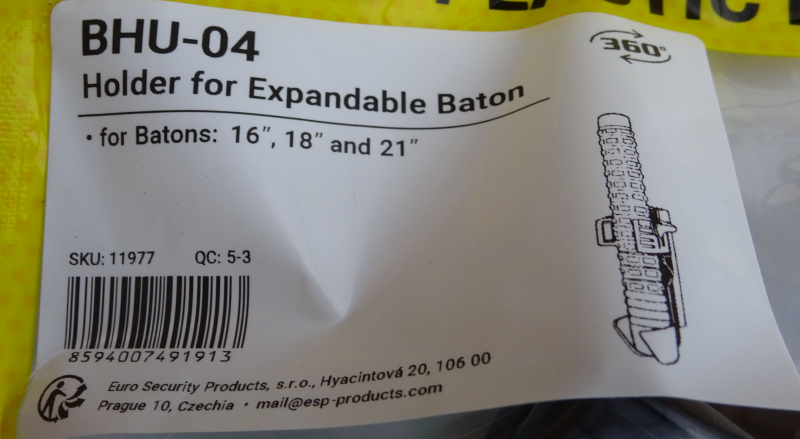 PLASTIC
BHU-04
360°
Holder for Expandable Baton
• for Batons: 16″, 18″ and 21″
SKU: 11977 QC: 5-3
8594007491913
Euro Security Products, s.r.o., Hyacintová 20, 106 00
Prague 10, Czechia • mail@esp-products.com